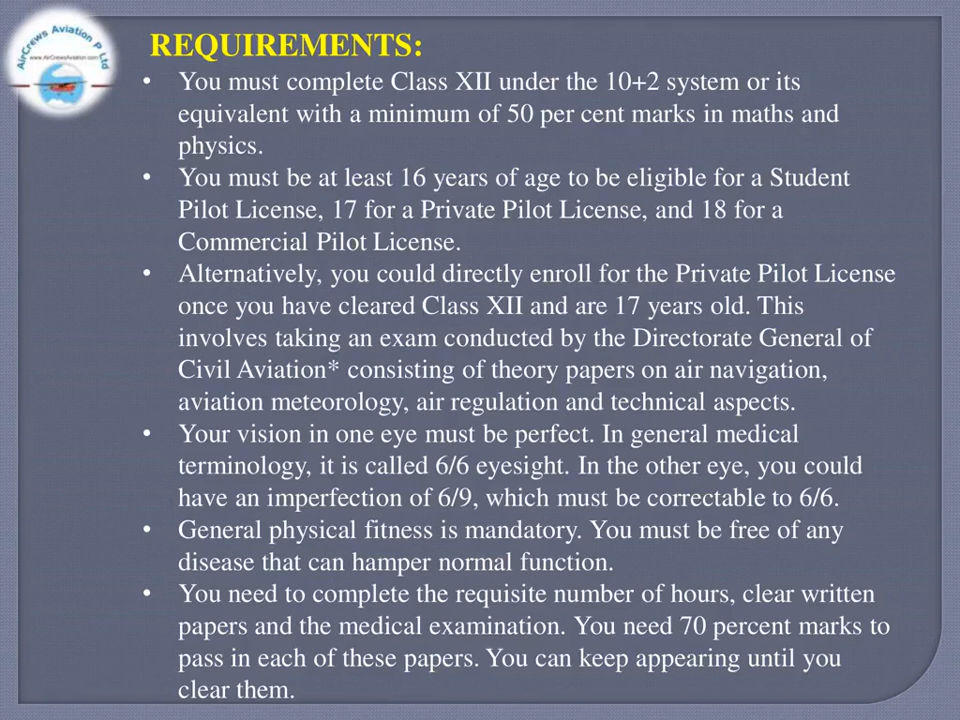 AirCrews Aviation P Ltd
www.AirCrewsAviation.com
REQUIREMENTS:
• You must complete Class XII under the 10+2 system or its
equivalent with a minimum of 50 per cent marks in maths and
physics.
• You must be at least 16 years of age to be eligible for a Student
Pilot License, 17 for a Private Pilot License, and 18 for a
Commercial Pilot License.
• Alternatively, you could directly enroll for the Private Pilot License
once you have cleared Class XII and are 17 years old. This
involves taking an exam conducted by the Directorate General of
Civil Aviation* consisting of theory papers on air navigation,
aviation meteorology, air regulation and technical aspects.
• Your vision in one eye must be perfect. In general medical
terminology, it is called 6/6 eyesight. In the other eye, you could
have an imperfection of 6/9, which must be correctable to 6/6.
• General physical fitness is mandatory. You must be free of any
disease that can hamper normal function.
• You need to complete the requisite number of hours, clear written
papers and the medical examination. You need 70 percent marks to
pass in each of these papers. You can keep appearing until you
clear them.